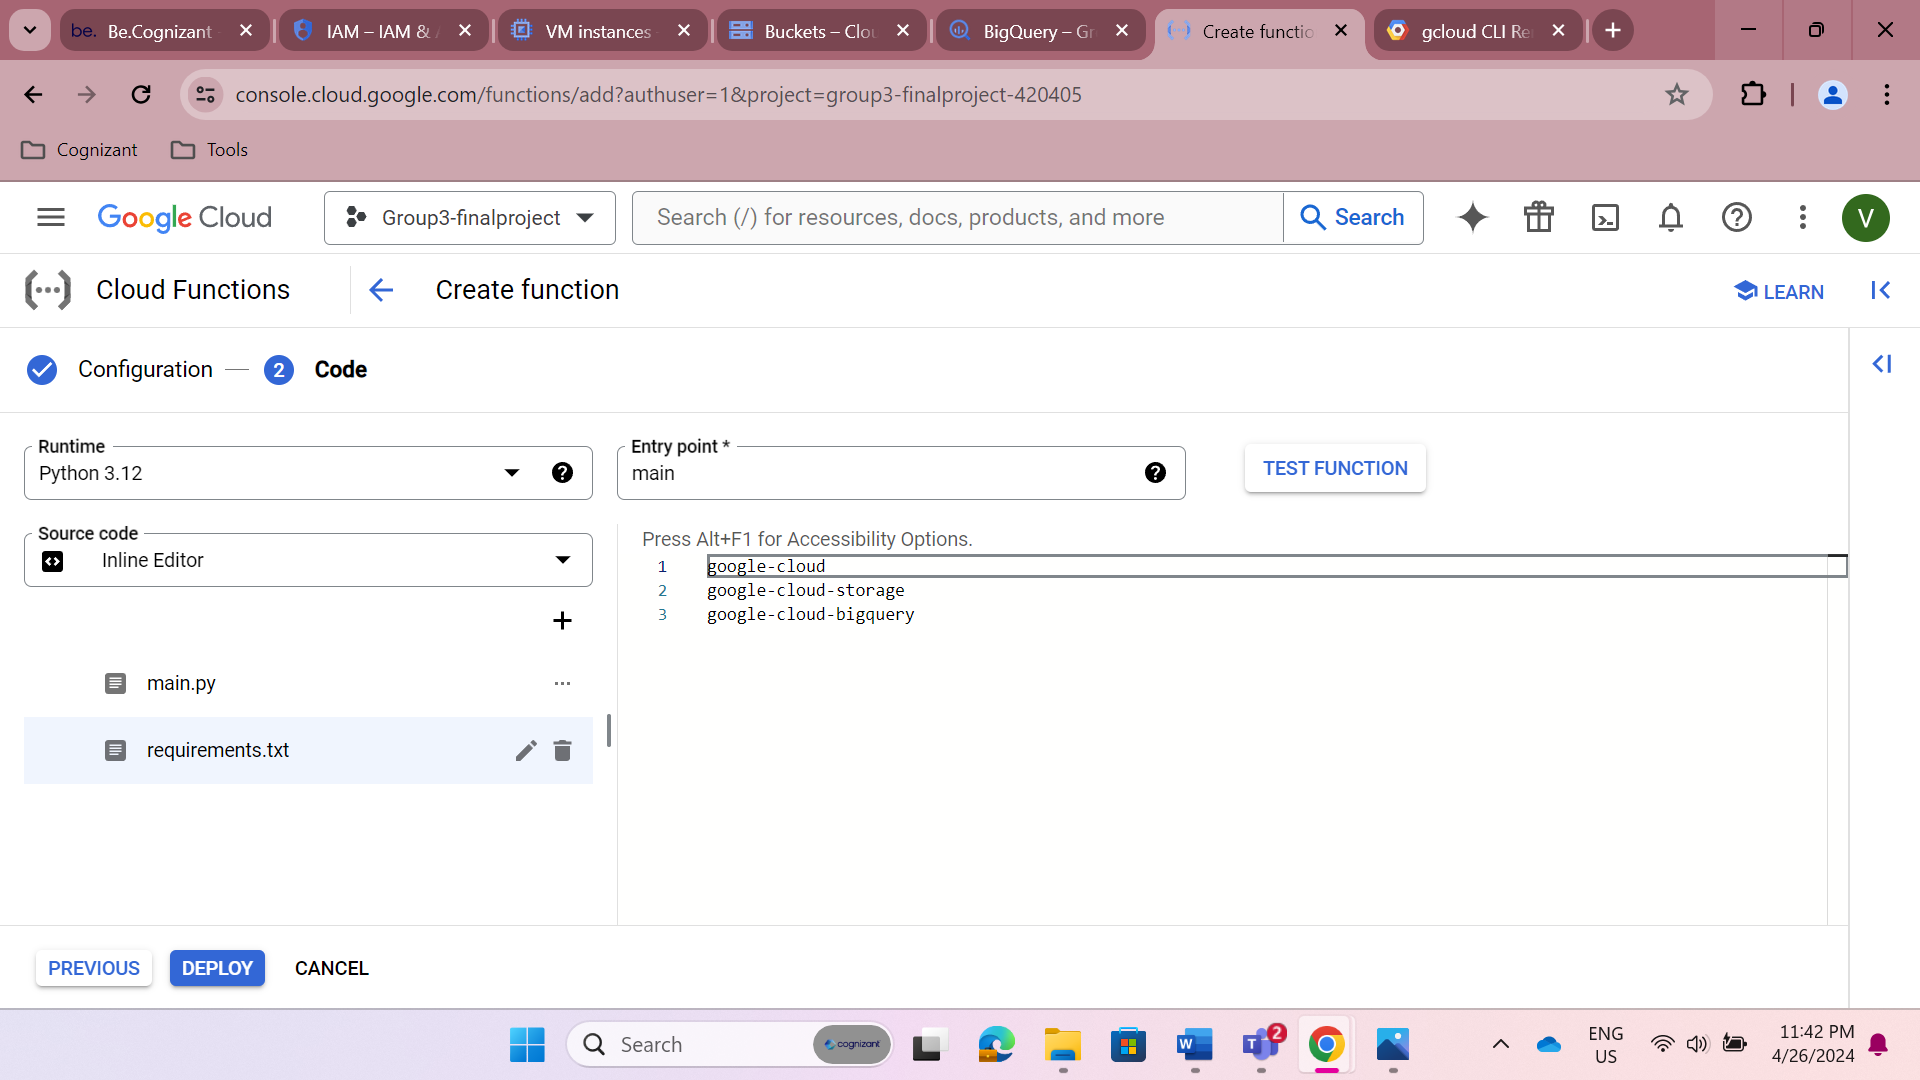 be. Be.Cognizant
IAM – IAM & A
VM instances
Buckets – Clou
BigQuery – Gr
Create functio
gcloud CLI Re
console.cloud.google.com/functions/add?authuser=1&project=group3-finalproject-420405
Cognizant
Tools
Google Cloud
Group3-finalproject
Search (/) for resources, docs, products, and more
Search
V
Cloud Functions
Create function
LEARN
Configuration
2
Code
Runtime
Python 3.12
Entry point *
main
TEST FUNCTION
Source code
Inline Editor
Press Alt+F1 for Accessibility Options.
1 google-cloud
2 google-cloud-storage
3 google-cloud-bigquery
main.py
requirements.txt
PREVIOUS
DEPLOY
CANCEL
Search
cognizant
W
T
2
ENG
US
11:42 PM
4/26/2024